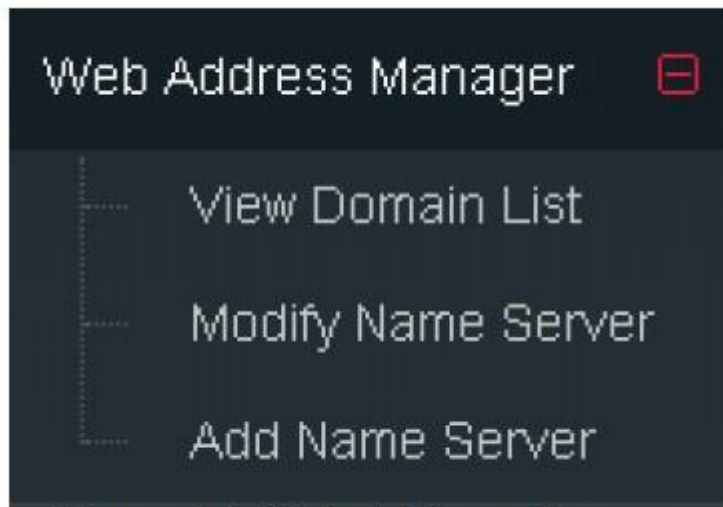 Web Address Manager
View Domain List
Modify Name Server
Add Name Server